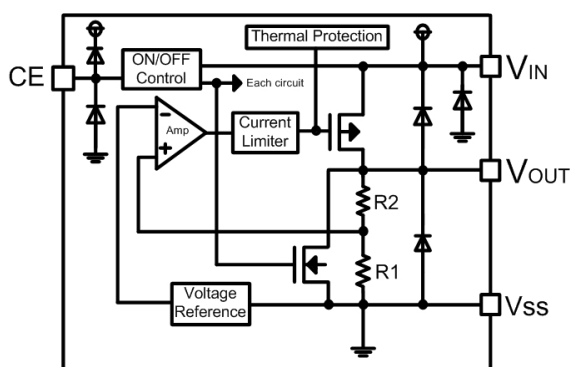 Thermal Protection
CE
ON/OFF
Control
VIN
Each circuit
-
Amp
+
Current
Limiter
VOUT
R2
R1
Voltage
Reference
Vss